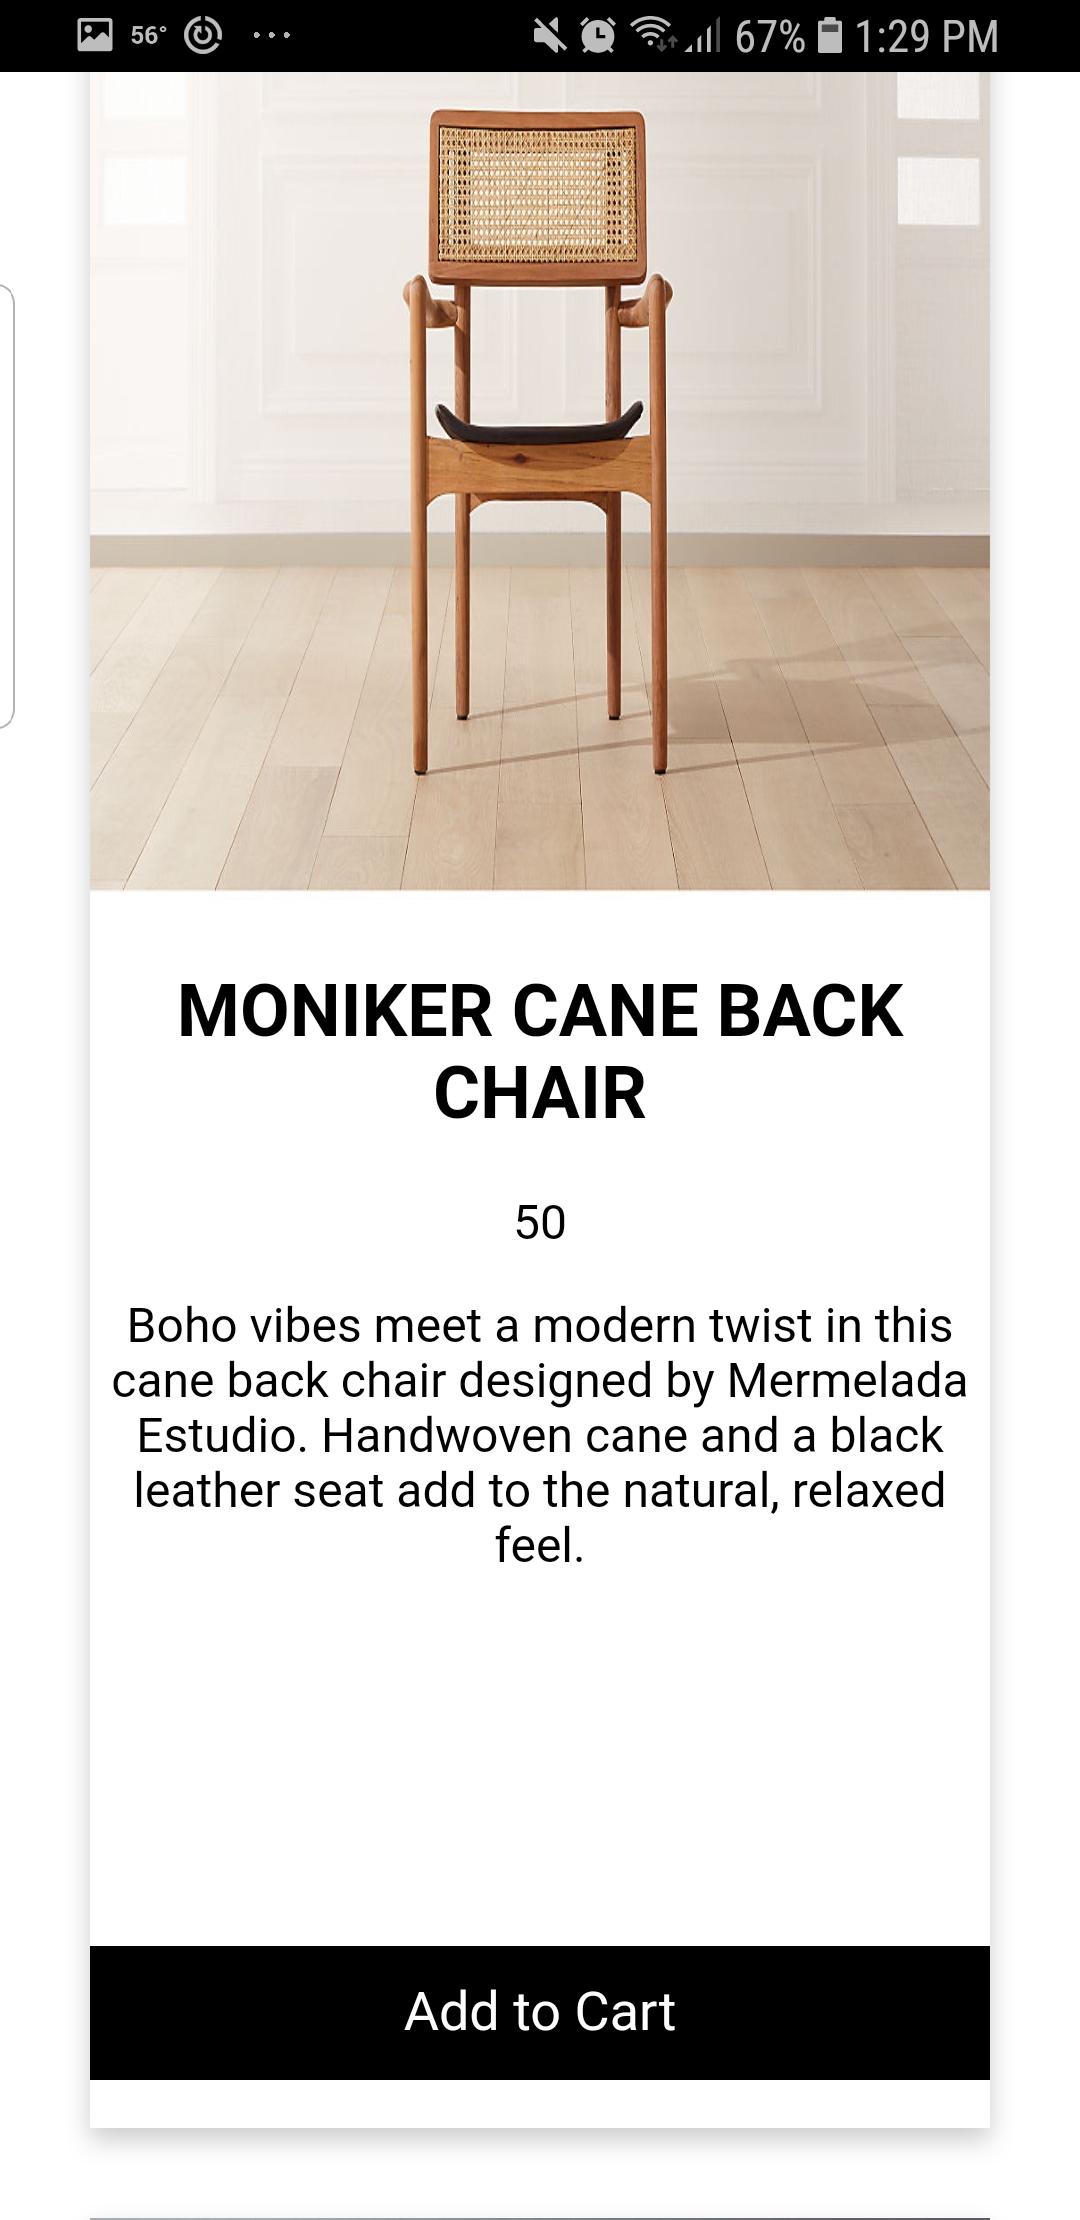 56°
67% 1:29 PM
MONIKER CANE BACK
CHAIR
50
Boho vibes meet a modern twist in this
cane back chair designed by Mermelada
Estudio. Handwoven cane and a black
leather seat add to the natural, relaxed
feel.
Add to Cart